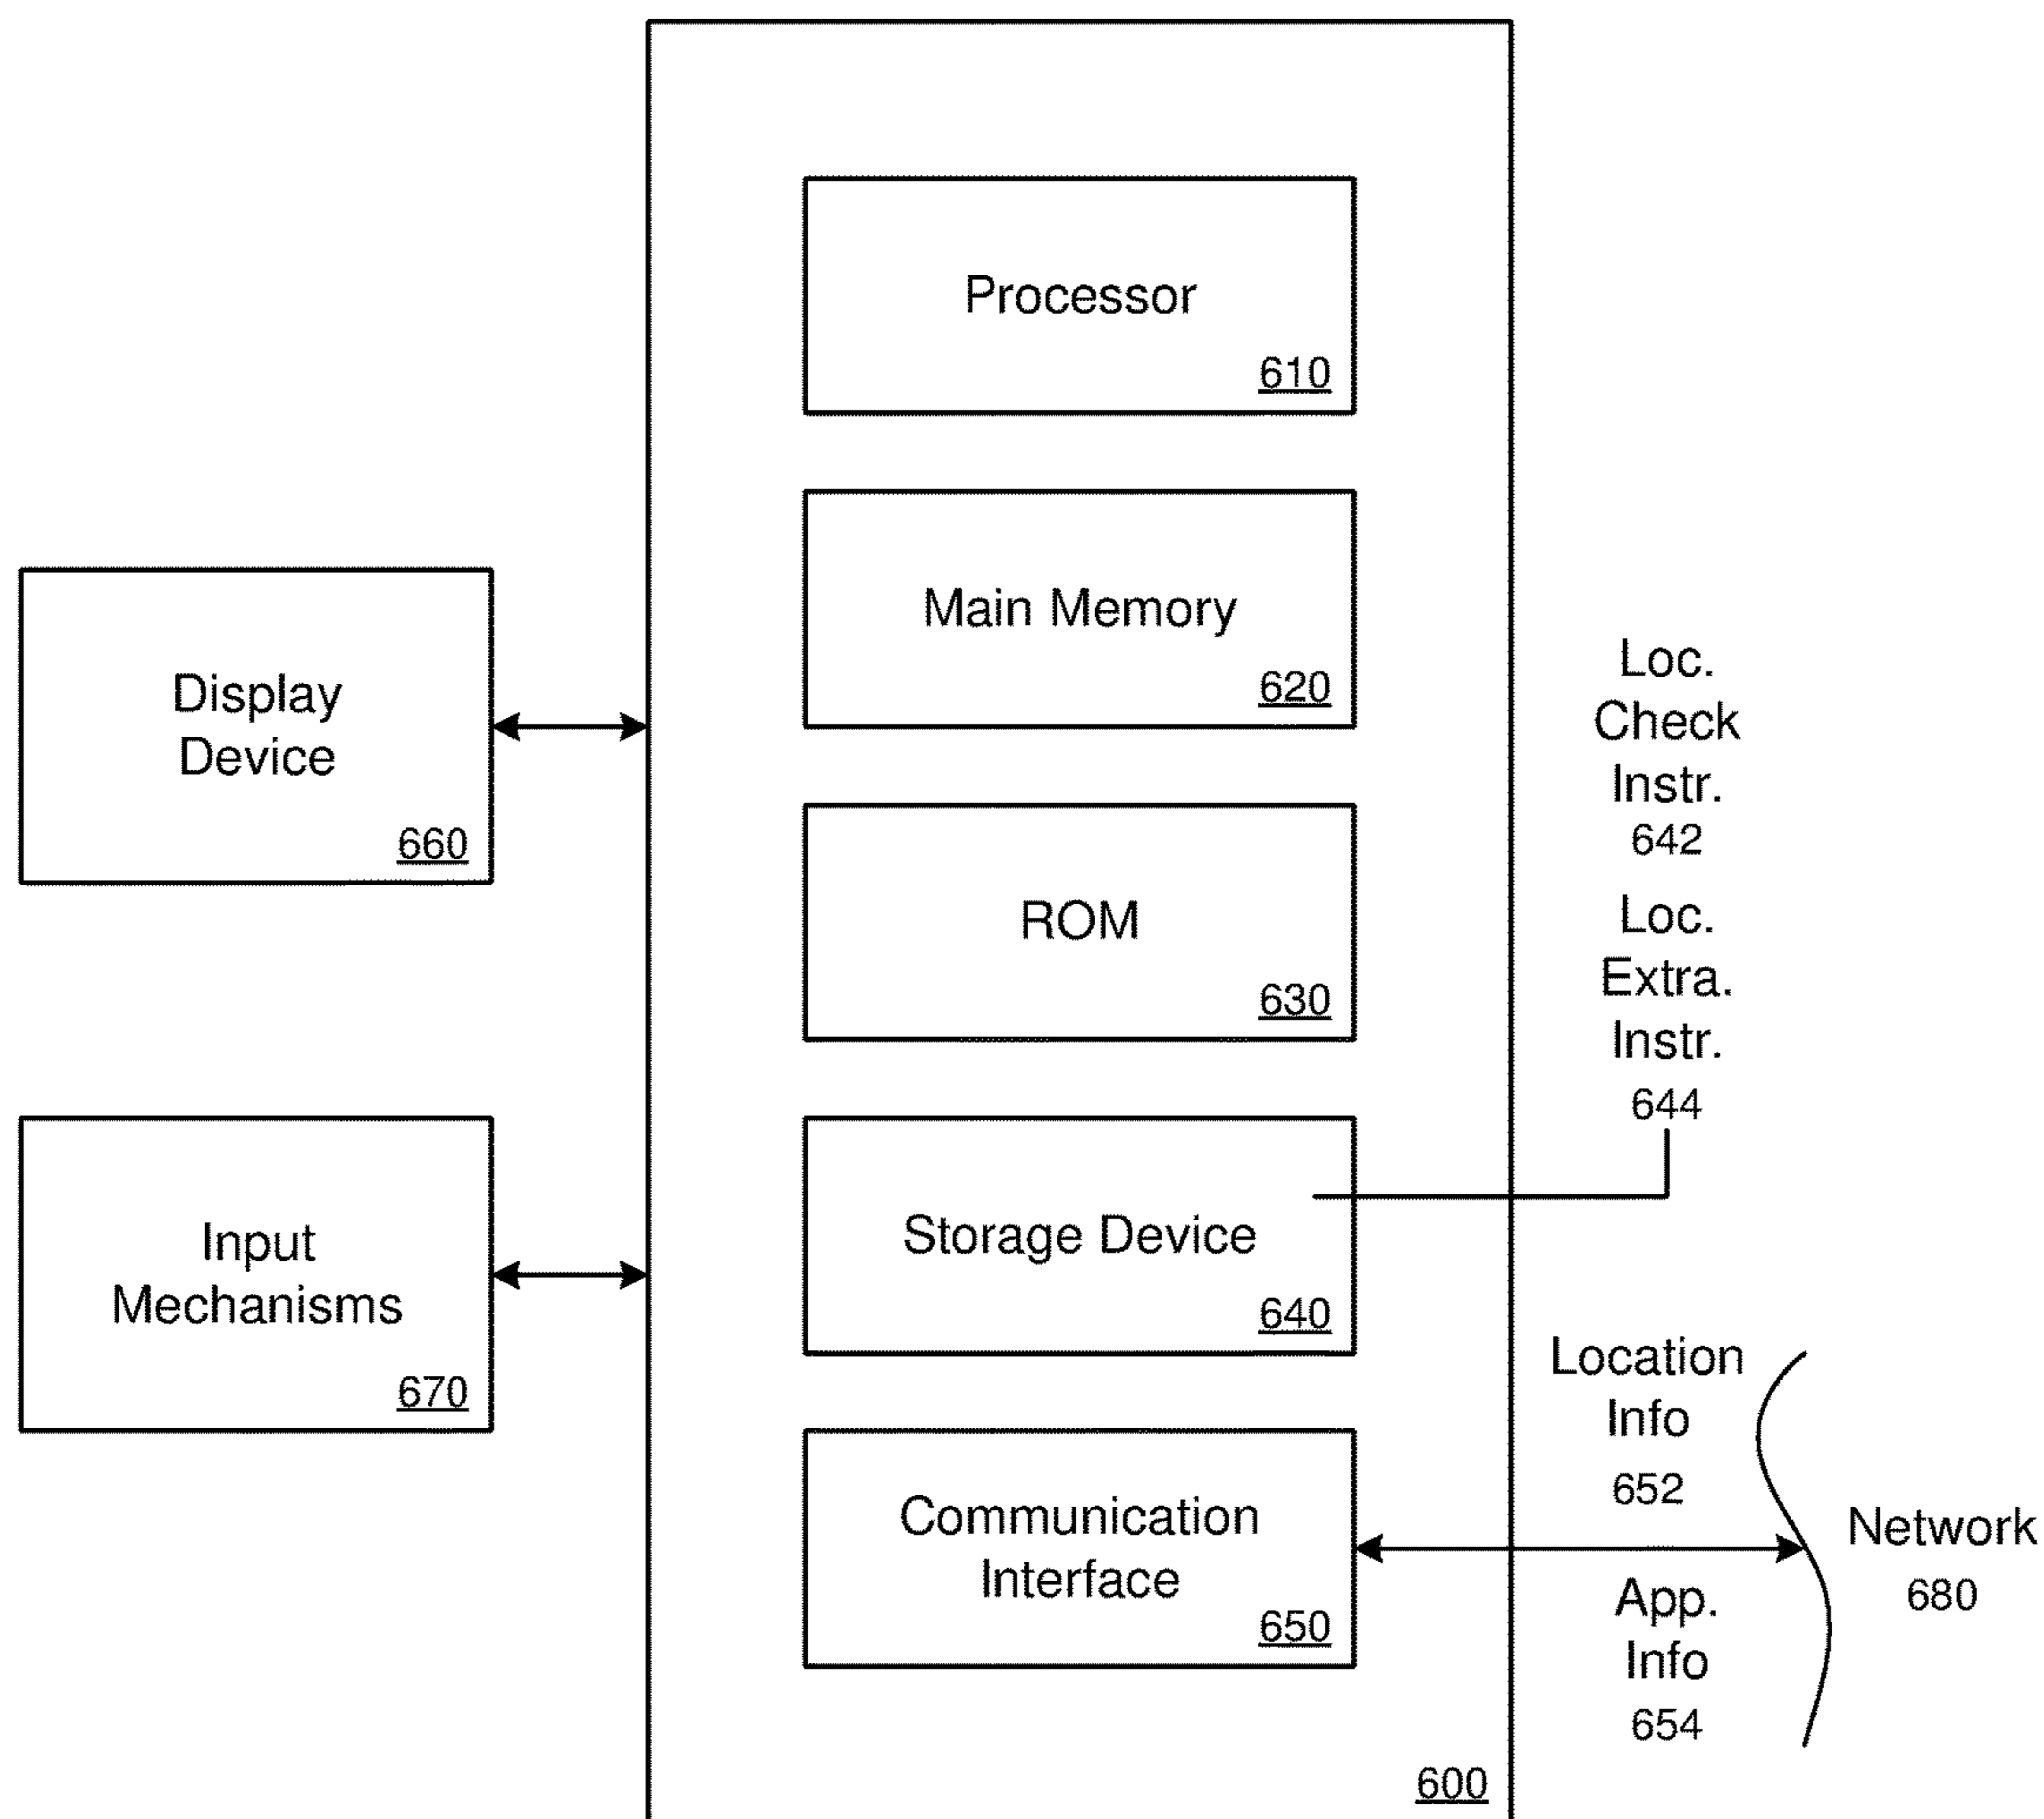 Processor
610
Main Memory
620
Display
Device
660
ROM
630
Loc.
Check
Instr.
642
Loc.
Extra.
Instr.
644
Input
Mechanisms
670
Storage Device
640
Communication
Interface
650
Location
Info
652
App.
Info
654
Network
680
600